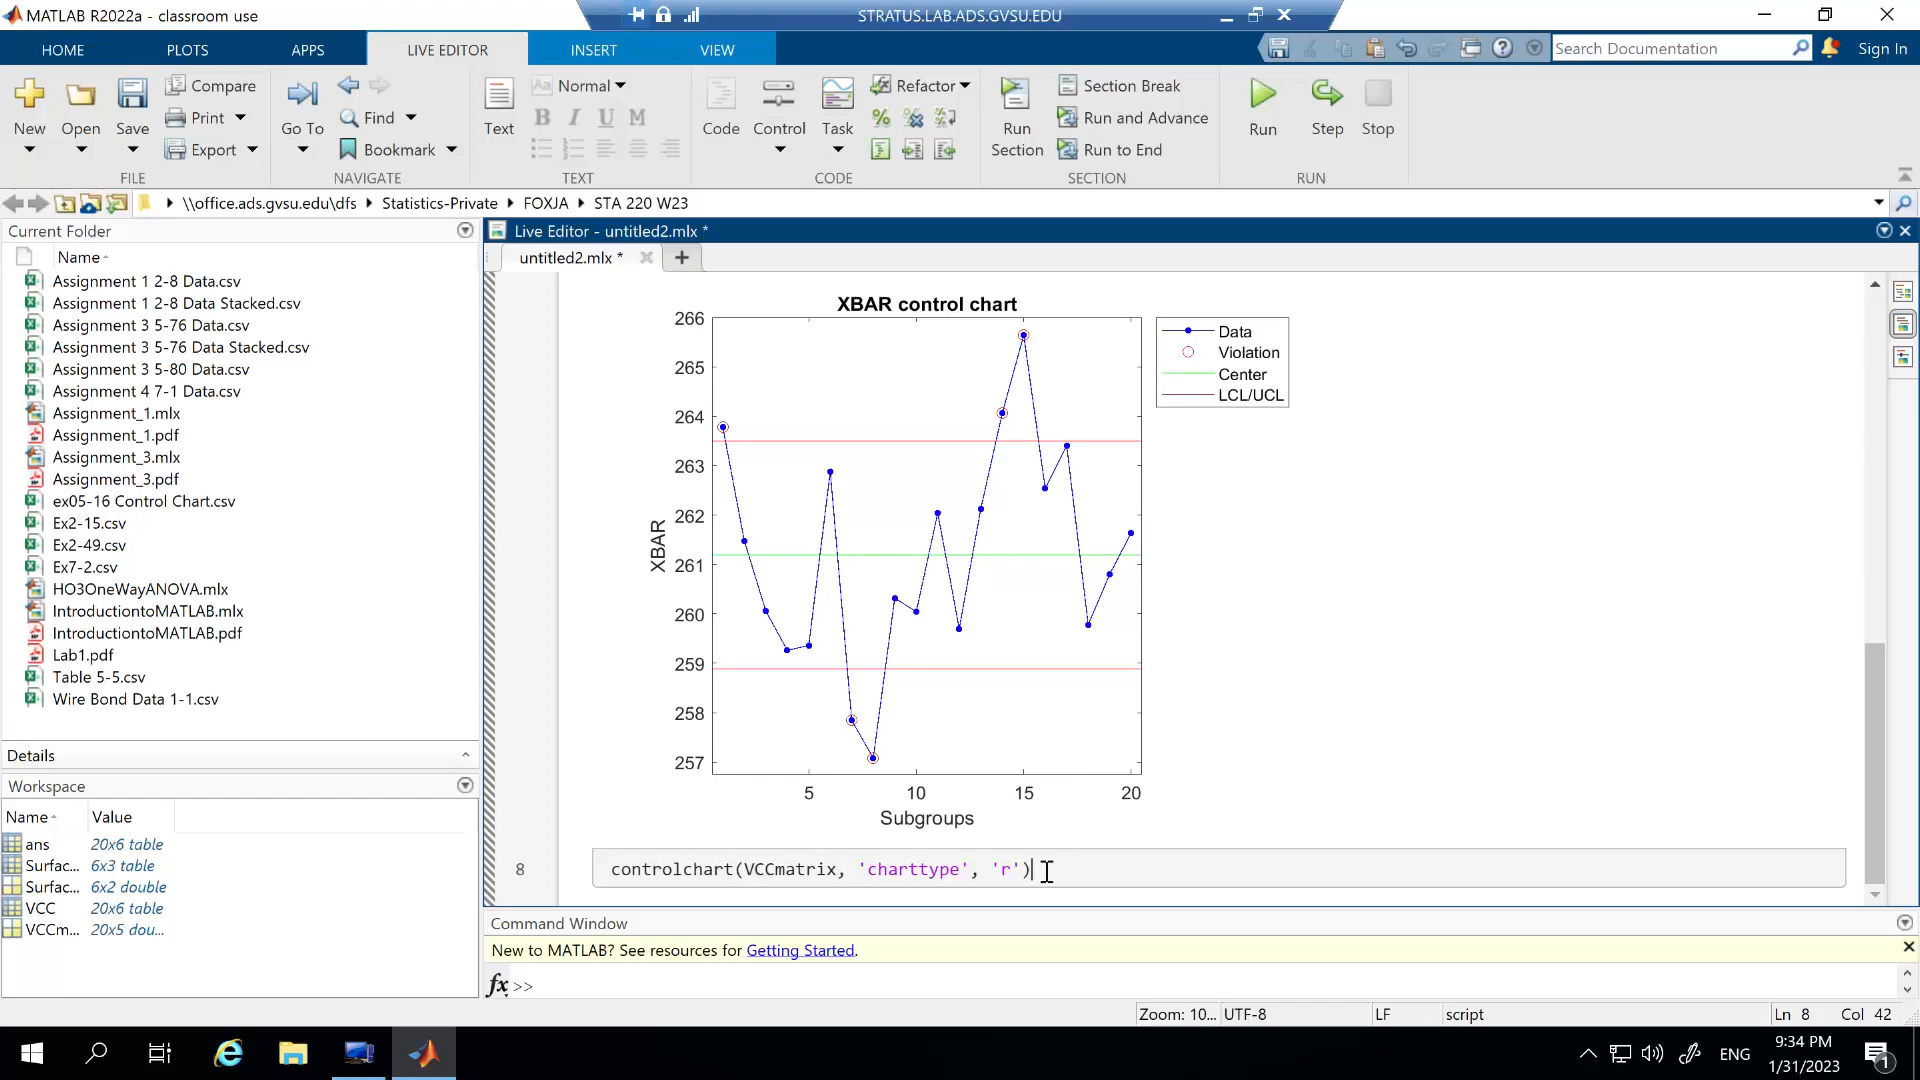 MATLAB R2022a - classroom use
STRATUS.LAB.ADS.GVSU.EDU
HOME PLOTS APPS LIVE EDITOR INSERT VIEW
Search Documentation
Sign In
New Open Save
Compare
Print
Export
FILE
Go To
Find
Bookmark
NAVIGATE
Text
Normal
B I U M
TEXT
Code Control Task
Refactor
CODE
Run Section
Section Break
Run and Advance
Run to End
SECTION
Run Step Stop
RUN
\\office.ads.gvsu.edu\dfs Statistics-Private FOXJA STA 220 W23
Current Folder
Name
Assignment 1 2-8 Data.csv
Assignment 1 2-8 Data Stacked.csv
Assignment 3 5-76 Data.csv
Assignment 3 5-76 Data Stacked.csv
Assignment 3 5-80 Data.csv
Assignment 4 7-1 Data.csv
Assignment_1.mlx
Assignment_1.pdf
Assignment_3.mlx
Assignment_3.pdf
ex05-16 Control Chart.csv
Ex2-15.csv
Ex2-49.csv
Ex7-2.csv
HO3OneWayANOVA.mlx
IntroductiontoMATLAB.mlx
IntroductiontoMATLAB.pdf
Lab1.pdf
Table 5-5.csv
Wire Bond Data 1-1.csv
Details
Workspace
Name Value
ans 20x6 table
Surfac... 6x3 table
Surfac... 6x2 double
VCC 20x6 table
VCCm... 20x5 dou...
Live Editor - untitled2.mlx *
untitled2.mlx *
XBAR control chart
266
265
264
263
262
261
260
259
258
257
XBAR
5 10 15 20
Subgroups
Data
Violation
Center
LCL/UCL
8 controlchart(VCCmatrix, 'charttype', 'r')
Command Window
New to MATLAB? See resources for Getting Started.
fx >>
Zoom: 10... UTF-8 LF script Ln 8 Col 42
ENG
9:34 PM
1/31/2023
1